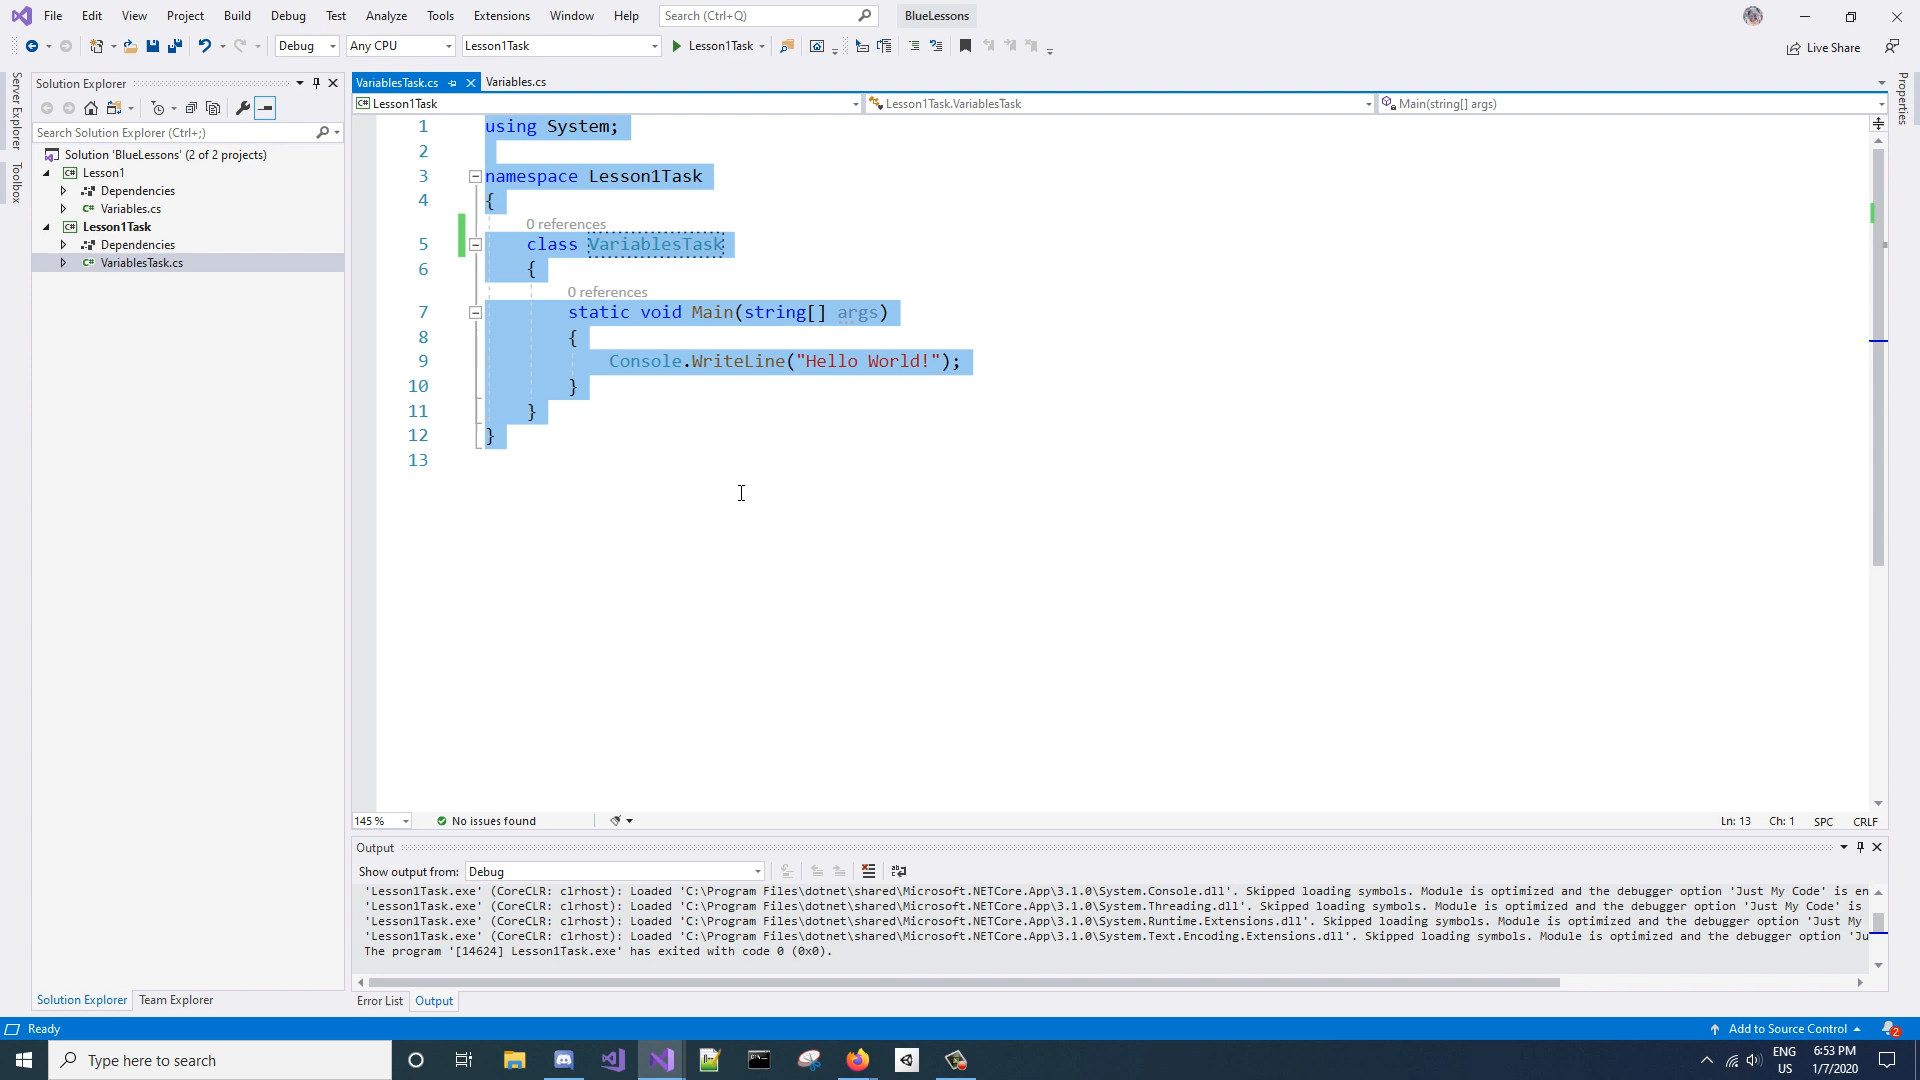 File Edit View Project Build Debug Test Analyze Tools Extensions Window Help Search (Ctrl+Q) BlueLessons
Debug Any CPU Lesson1Task Lesson1Task Live Share
Server Explorer
Toolbox
Solution Explorer
Search Solution Explorer (Ctrl+;)
Solution 'BlueLessons' (2 of 2 projects)
Lesson1
Dependencies
C# Variables.cs
Lesson1Task
Dependencies
C# VariablesTask.cs
Solution Explorer Team Explorer
VariablesTask.cs Variables.cs
Lesson1Task Lesson1Task.VariablesTask Main(string[] args)
1 using System;
2
3 namespace Lesson1Task
4 {
0 references
5 class VariablesTask
6 {
0 references
7 static void Main(string[] args)
8 {
9 Console.WriteLine("Hello World!");
10 }
11 }
12 }
13
145 % No issues found Ln: 13 Ch: 1 SPC CRLF
Properties
Output
Show output from: Debug
'Lesson1Task.exe' (CoreCLR: clrhost): Loaded 'C:\Program Files\dotnet\shared\Microsoft.NETCore.App\3.1.0\System.Console.dll'. Skipped loading symbols. Module is optimized and the debugger option 'Just My Code' is en
'Lesson1Task.exe' (CoreCLR: clrhost): Loaded 'C:\Program Files\dotnet\shared\Microsoft.NETCore.App\3.1.0\System.Threading.dll'. Skipped loading symbols. Module is optimized and the debugger option 'Just My Code' is
'Lesson1Task.exe' (CoreCLR: clrhost): Loaded 'C:\Program Files\dotnet\shared\Microsoft.NETCore.App\3.1.0\System.Runtime.Extensions.dll'. Skipped loading symbols. Module is optimized and the debugger option 'Just My
'Lesson1Task.exe' (CoreCLR: clrhost): Loaded 'C:\Program Files\dotnet\shared\Microsoft.NETCore.App\3.1.0\System.Text.Encoding.Extensions.dll'. Skipped loading symbols. Module is optimized and the debugger option 'Ju
The program '[14624] Lesson1Task.exe' has exited with code 0 (0x0).
Error List Output
Ready Add to Source Control 2
Type here to search
ENG
US
6:53 PM
1/7/2020